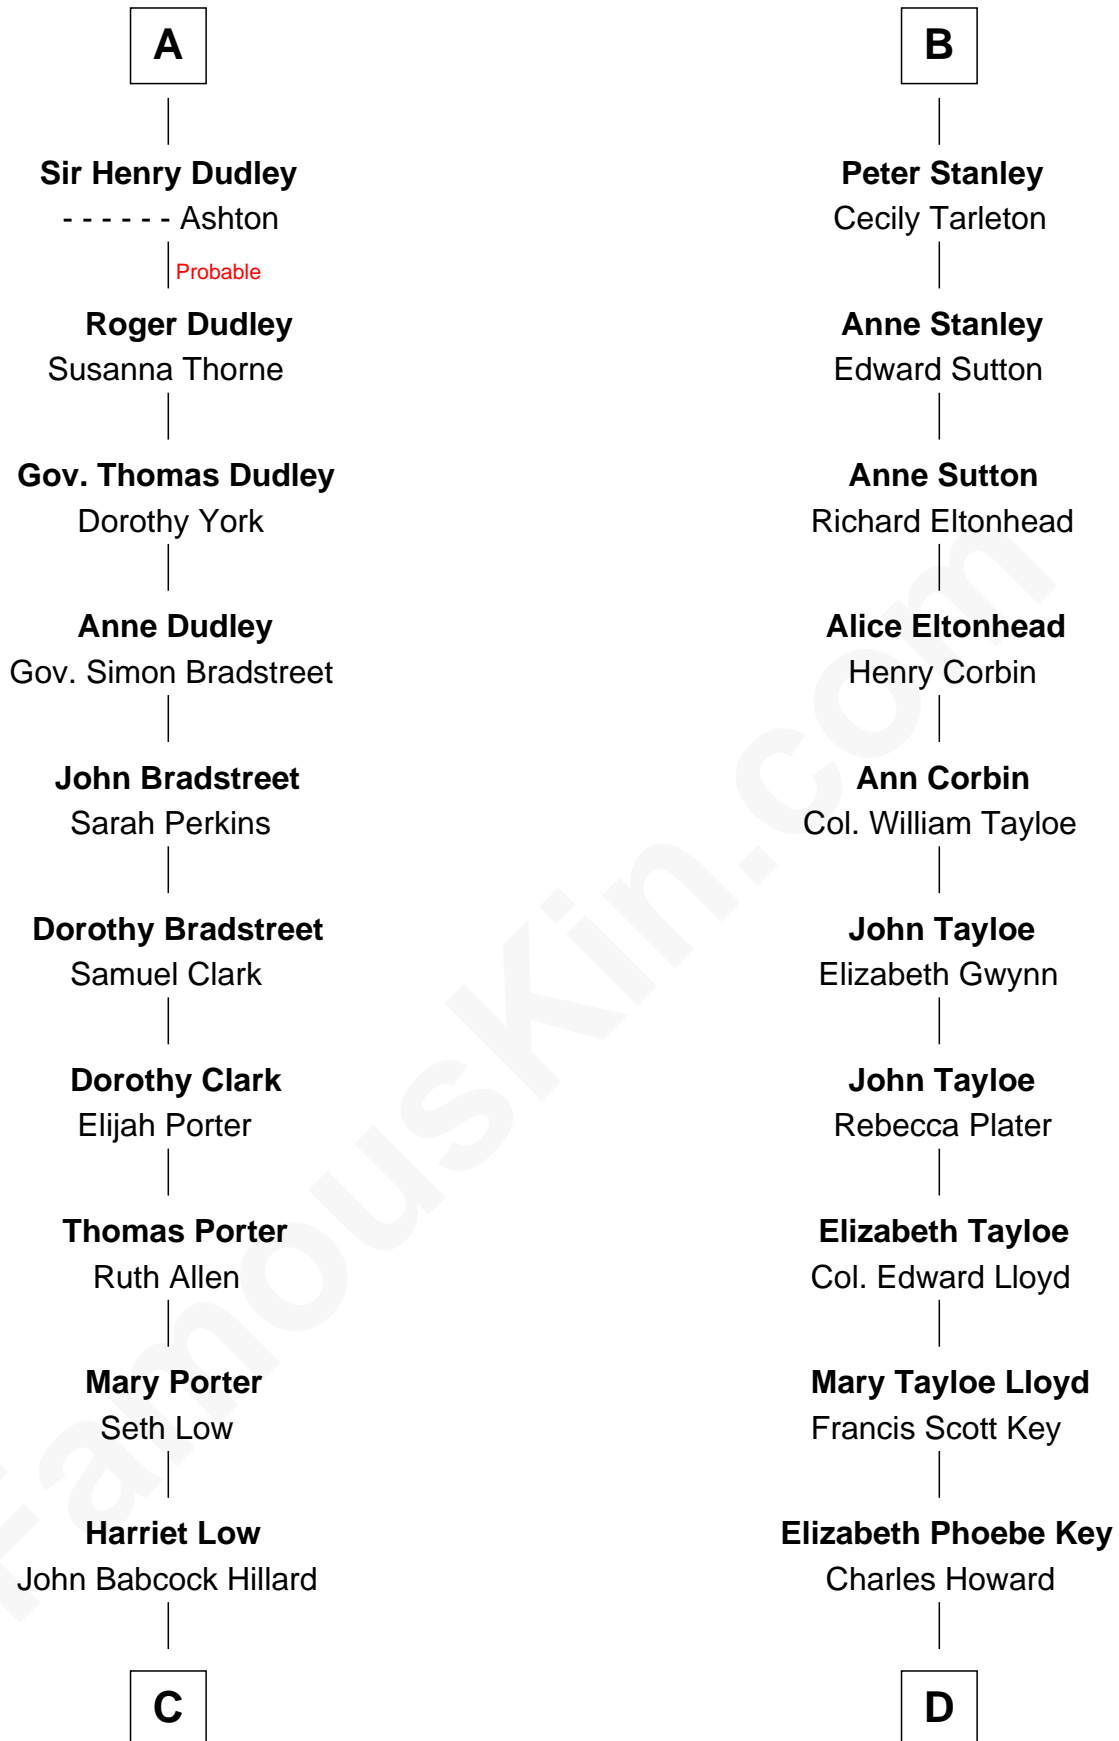 A
Sir Henry Dudley
- - - - - - Ashton
Probable
Roger Dudley
Susanna Thorne
Gov. Thomas Dudley
Dorothy York
Anne Dudley
Gov. Simon Bradstreet
John Bradstreet
Sarah Perkins
Dorothy Bradstreet
Samuel Clark
Dorothy Clark
Elijah Porter
Thomas Porter
Ruth Allen
Mary Porter
Seth Low
Harriet Low
John Babcock Hillard
C
B
Peter Stanley
Cecily Tarleton
Anne Stanley
Edward Sutton
Anne Sutton
Richard Eltonhead
Alice Eltonhead
Henry Corbin
Ann Corbin
Col. William Tayloe
John Tayloe
Elizabeth Gwynn
John Tayloe
Rebecca Plater
Elizabeth Tayloe
Col. Edward Lloyd
Mary Tayloe Lloyd
Francis Scott Key
Elizabeth Phoebe Key
Charles Howard
D
FamousKin.com